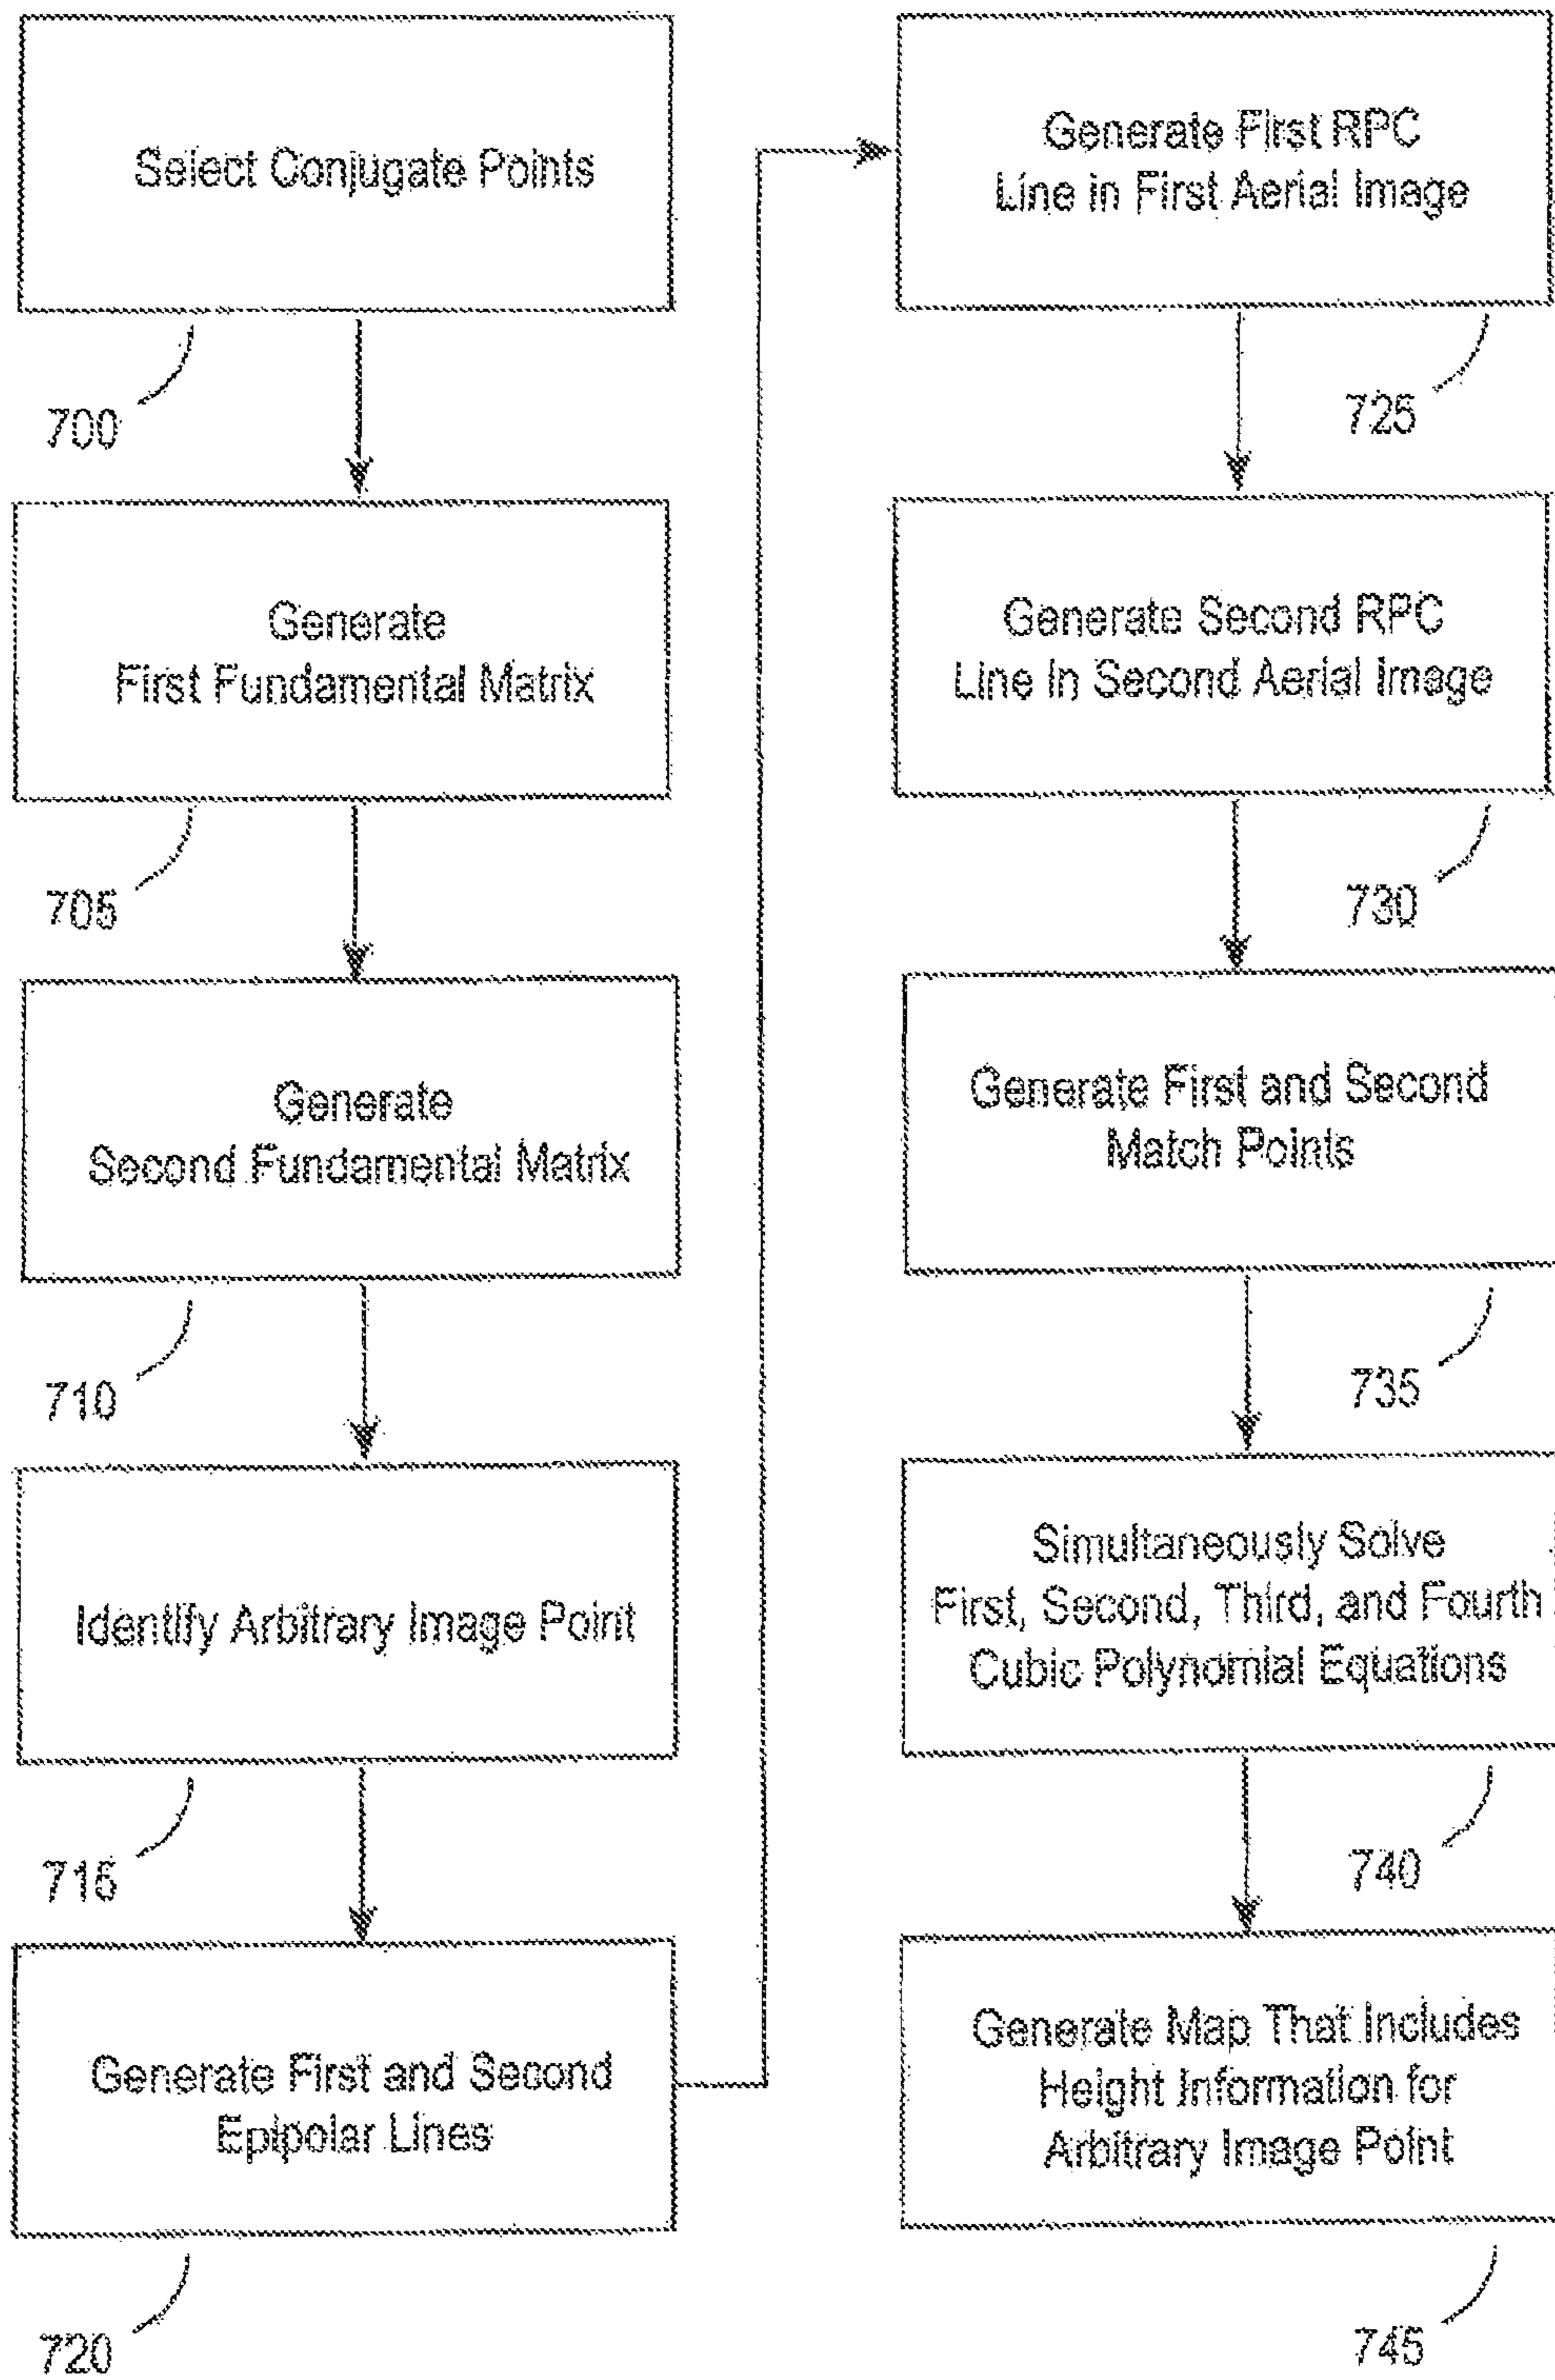 Select Conjugate Points
700
Generate
First Fundamental Matrix
705
Generate
Second Fundamental Matrix
710
Identify Arbitrary Image Point
715
Generate First and Second
Epipolar Lines
720
Generate First RPC
Line in First Aerial Image
725
Generate Second RPC
Line in Second Aerial Image
730
Generate First and Second
Match Points
735
Simultaneously Solve
First, Second, Third, and Fourth
Cubic Polynomial Equations
740
Generate Map That Includes
Height Information for
Arbitrary Image Point
745